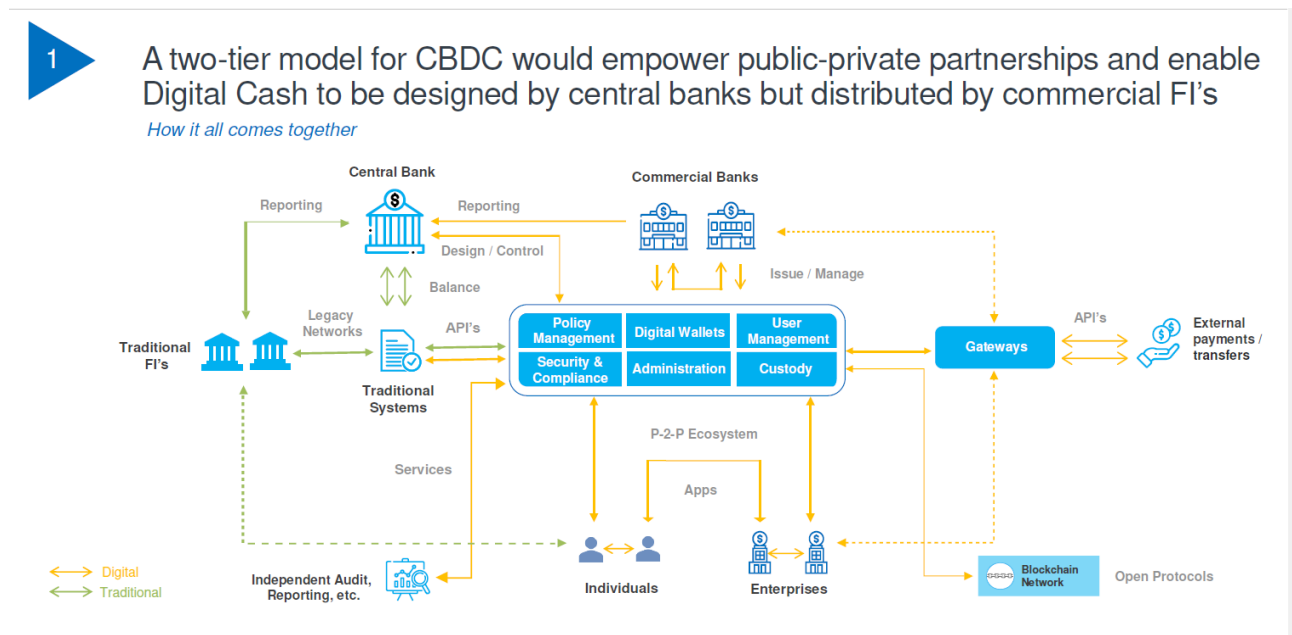 1
A two-tier model for CBDC would empower public-private partnerships and enable
Digital Cash to be designed by central banks but distributed by commercial FI's
How it all comes together
Central Bank
Commercial Banks
Reporting
Reporting
Design / Control
Issue / Manage
Balance
Legacy
Networks
API's
Traditional
FI's
Traditional
Systems
Policy
Management
Digital Wallets
User
Management
Security &
Compliance
Administration
Custody
Gateways
API's
External
payments /
transfers
P-2-P Ecosystem
Services
Apps
Digital
Traditional
Independent Audit,
Reporting, etc.
Individuals
Enterprises
Blockchain
Network
Open Protocols